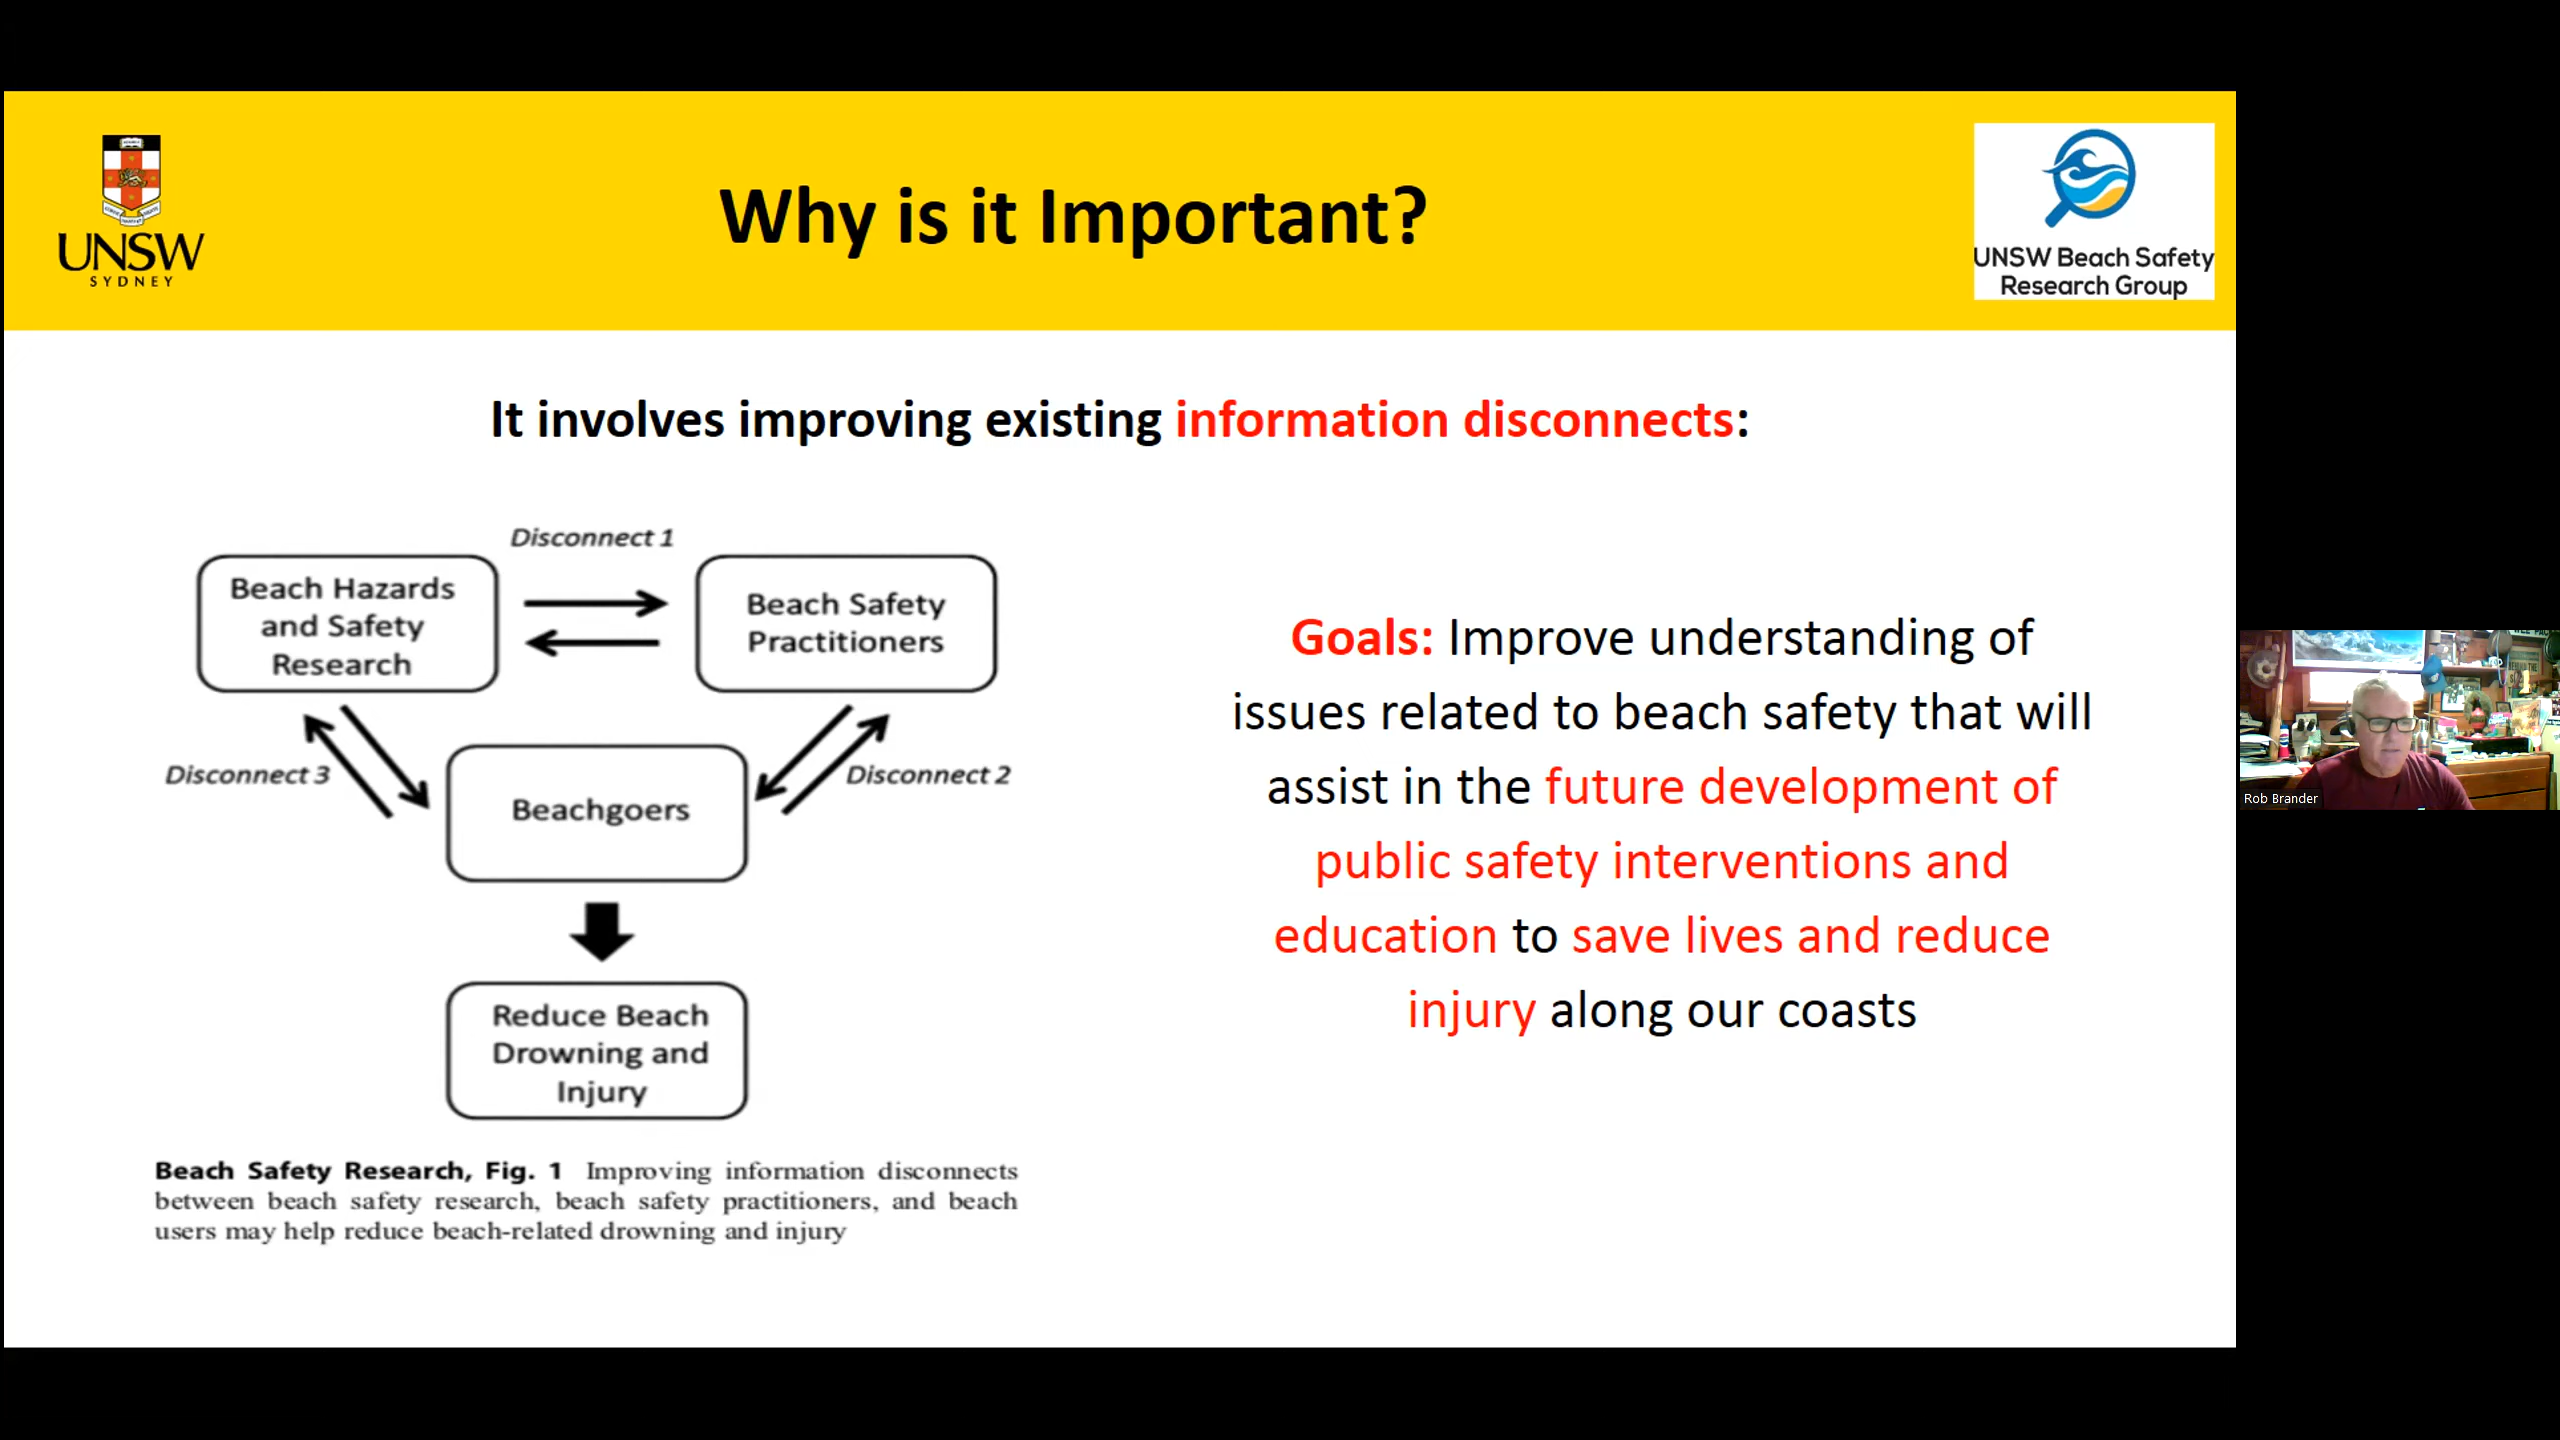 UNSW
SYDNEY
Why is it Important?
UNSW Beach Safety
Research Group
It involves improving existing information disconnects:
Disconnect 1
Beach Hazards
and Safety
Research
Beach Safety
Practitioners
Disconnect 3
Disconnect 2
Beachgoers
Reduce Beach
Drowning and
Injury
Beach Safety Research, Fig. 1 Improving information disconnects
between beach safety research, beach safety practitioners, and beach
users may help reduce beach-related drowning and injury
Goals: Improve understanding of
issues related to beach safety that will
assist in the future development of
public safety interventions and
education to save lives and reduce
injury along our coasts
Rob Brander